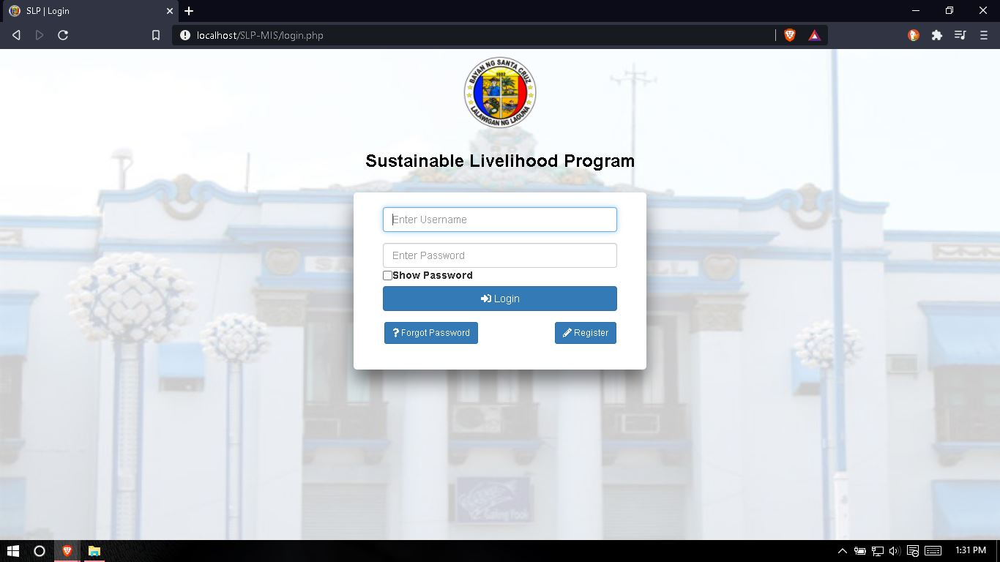 SLP | Login
localhost/SLP-MIS/login.php
BAYAN NG SANTA CRUZ
1602
LALAWIGAN NG LAGUNA
Sustainable Livelihood Program
Enter Username
Enter Password
Show Password
Login
? Forgot Password
Register
1:31 PM